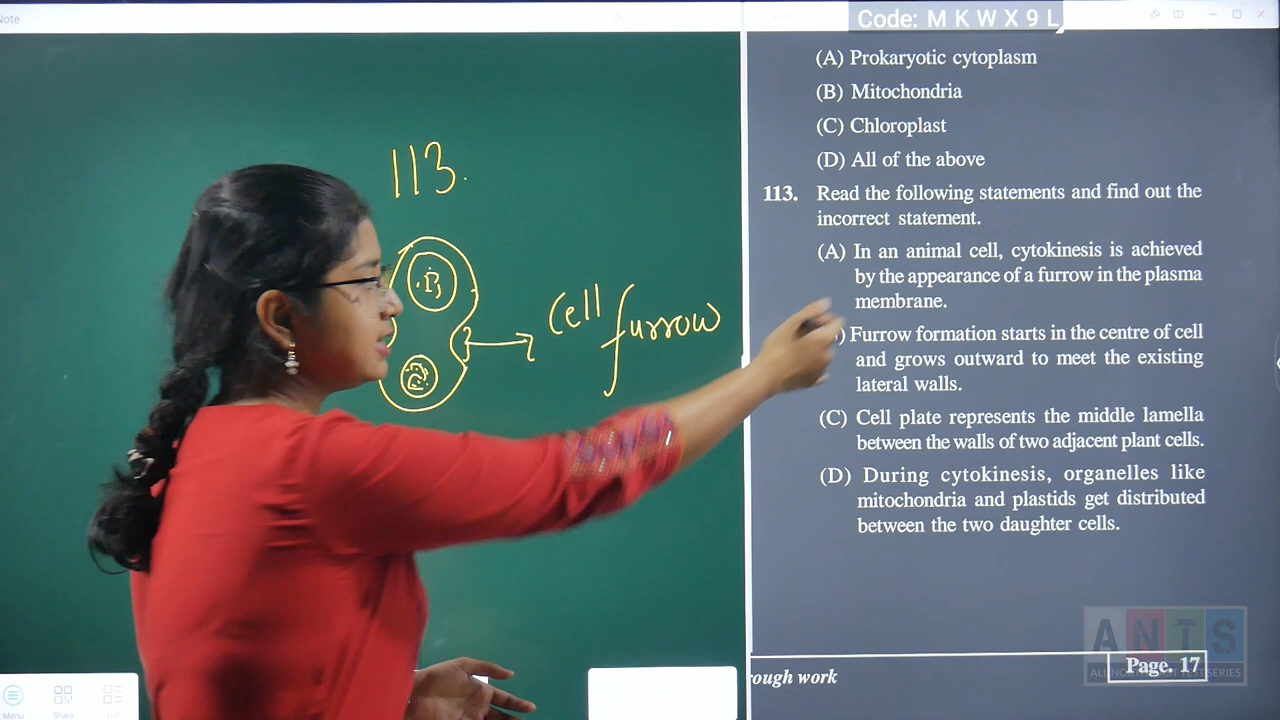 Note
Code: M K W X 9 L
(A) Prokaryotic cytoplasm
(B) Mitochondria
(C) Chloroplast
(D) All of the above
113. Read the following statements and find out the
incorrect statement.
(A) In an animal cell, cytokinesis is achieved
by the appearance of a furrow in the plasma
membrane.
) Furrow formation starts in the centre of cell
and grows outward to meet the existing
lateral walls.
(C) Cell plate represents the middle lamella
between the walls of two adjacent plant cells.
(D) During cytokinesis, organelles like
mitochondria and plastids get distributed
between the two daughter cells.
113.
Cell furrow
ANTS
ough work
Page. 17
Menu
Share